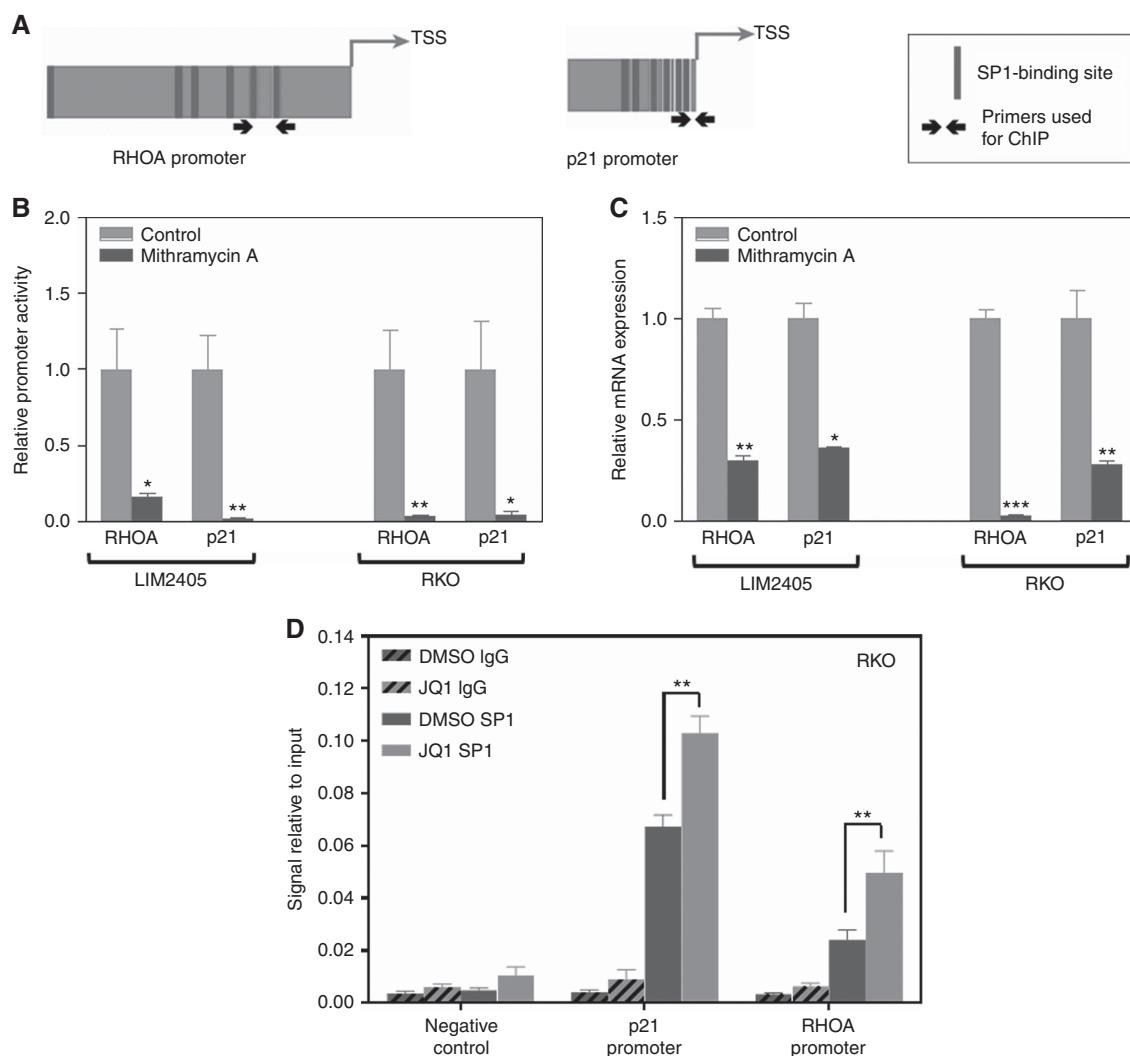 A
TSS
TSS
SP1-binding site
Primers used
for ChIP
RHOA promoter
p21 promoter
B
2.0
1.5
1.0
0.5
0.0
Relative promoter activity
Control
Mithramycin A
*
**
**
*
RHOA
p21
RHOA
p21
LIM2405
RKO
C
1.5
1.0
0.5
0.0
Relative mRNA expression
Control
Mithramycin A
**
*
***
**
RHOA
p21
RHOA
p21
LIM2405
RKO
D
0.14
0.12
0.10
0.08
0.06
0.04
0.02
0.00
Signal relative to input
DMSO IgG
JQ1 IgG
DMSO SP1
JQ1 SP1
RKO
**
**
Negative
control
p21
promoter
RHOA
promoter